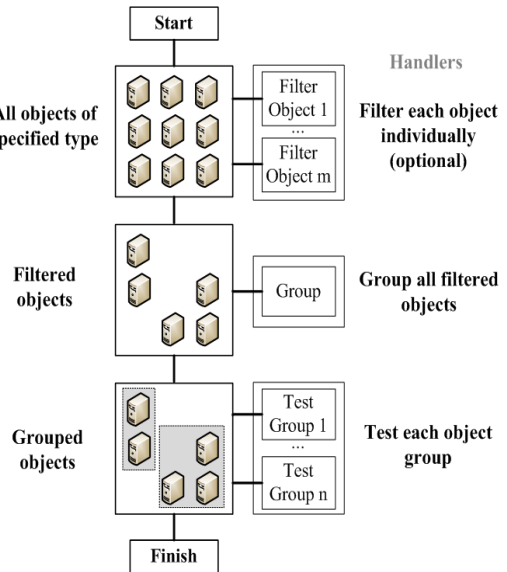 Start
Handlers
All objects of
pecified type
Filter
Object 1
...
Filter
Object m
Filter each object
individually
(optional)
Filtered
objects
Group
Group all filtered
objects
Grouped
objects
Test
Group 1
...
Test
Group n
Test each object
group
Finish